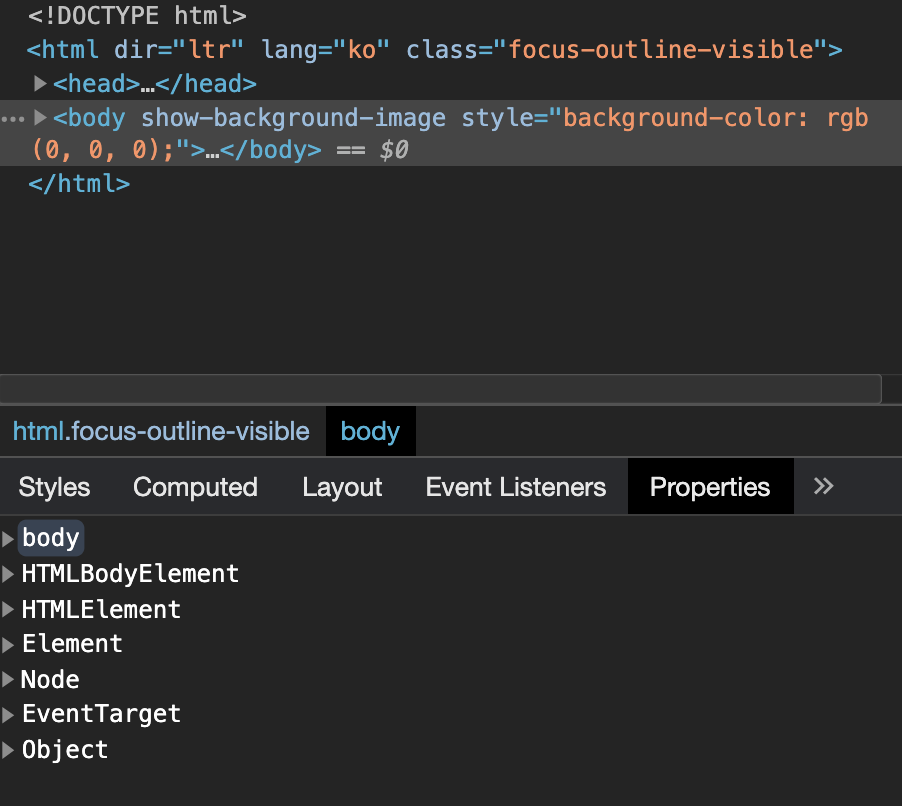 <!DOCTYPE html>
<html dir="ltr" lang="ko" class="focus-outline-visible">
▶<head>…</head>
…▶<body show-background-image style="background-color: rgb
(0, 0, 0);">…</body> == $0
</html>
html.focus-outline-visible body
Styles Computed Layout Event Listeners Properties »
▶body
▶HTMLBodyElement
▶HTMLElement
▶Element
▶Node
▶EventTarget
▶Object